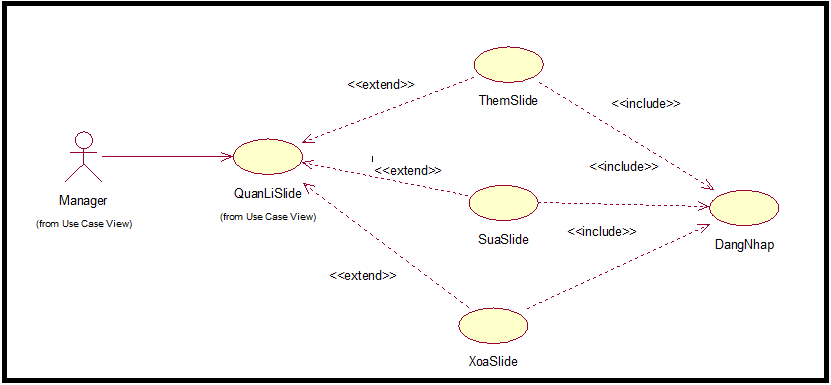 ThemSlide
<<extend>>
<<include>>
<<include>>
<<extend>>
QuanLiSlide
(from Use Case View)
Manager
(from Use Case View)
SuaSlide
<<include>>
DangNhap
<<extend>>
XoaSlide